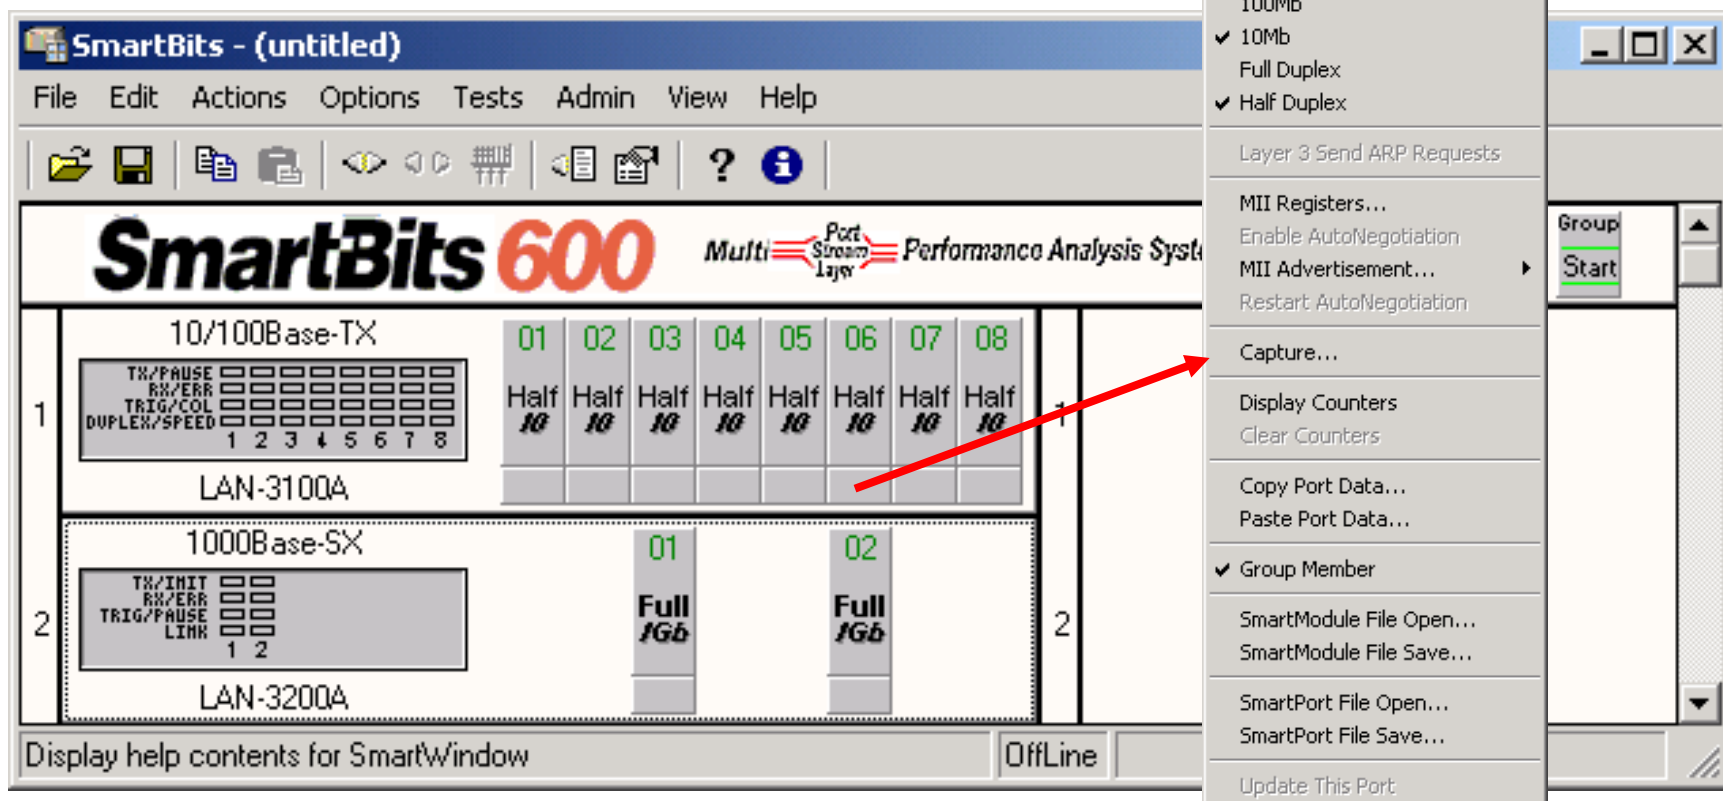 SmartBits - (untitled)
File Edit Actions Options Tests Admin View Help
SmartBits 600
Multi Port Stream Layer Performance Analysis Syst
Group
Start
1
10/100Base-TX
TX/PAUSE
RX/ERR
TRIG/COL
DUPLEX/SPEED
1 2 3 4 5 6 7 8
LAN-3100A
01 02 03 04 05 06 07 08
Half Half Half Half Half Half Half Half
10 10 10 10 10 10 10 10
1
2
1000Base-SX
TX/INIT
RX/ERR
TRIG/PAUSE
LINK
1 2
LAN-3200A
01 02
Full Full
1Gb 1Gb
2
Display help contents for SmartWindow
OffLine
100Mb
10Mb
Full Duplex
Half Duplex
Layer 3 Send ARP Requests
MII Registers...
Enable AutoNegotiation
MII Advertisement...
Restart AutoNegotiation
Capture...
Display Counters
Clear Counters
Copy Port Data...
Paste Port Data...
Group Member
SmartModule File Open...
SmartModule File Save...
SmartPort File Open...
SmartPort File Save...
Update This Port